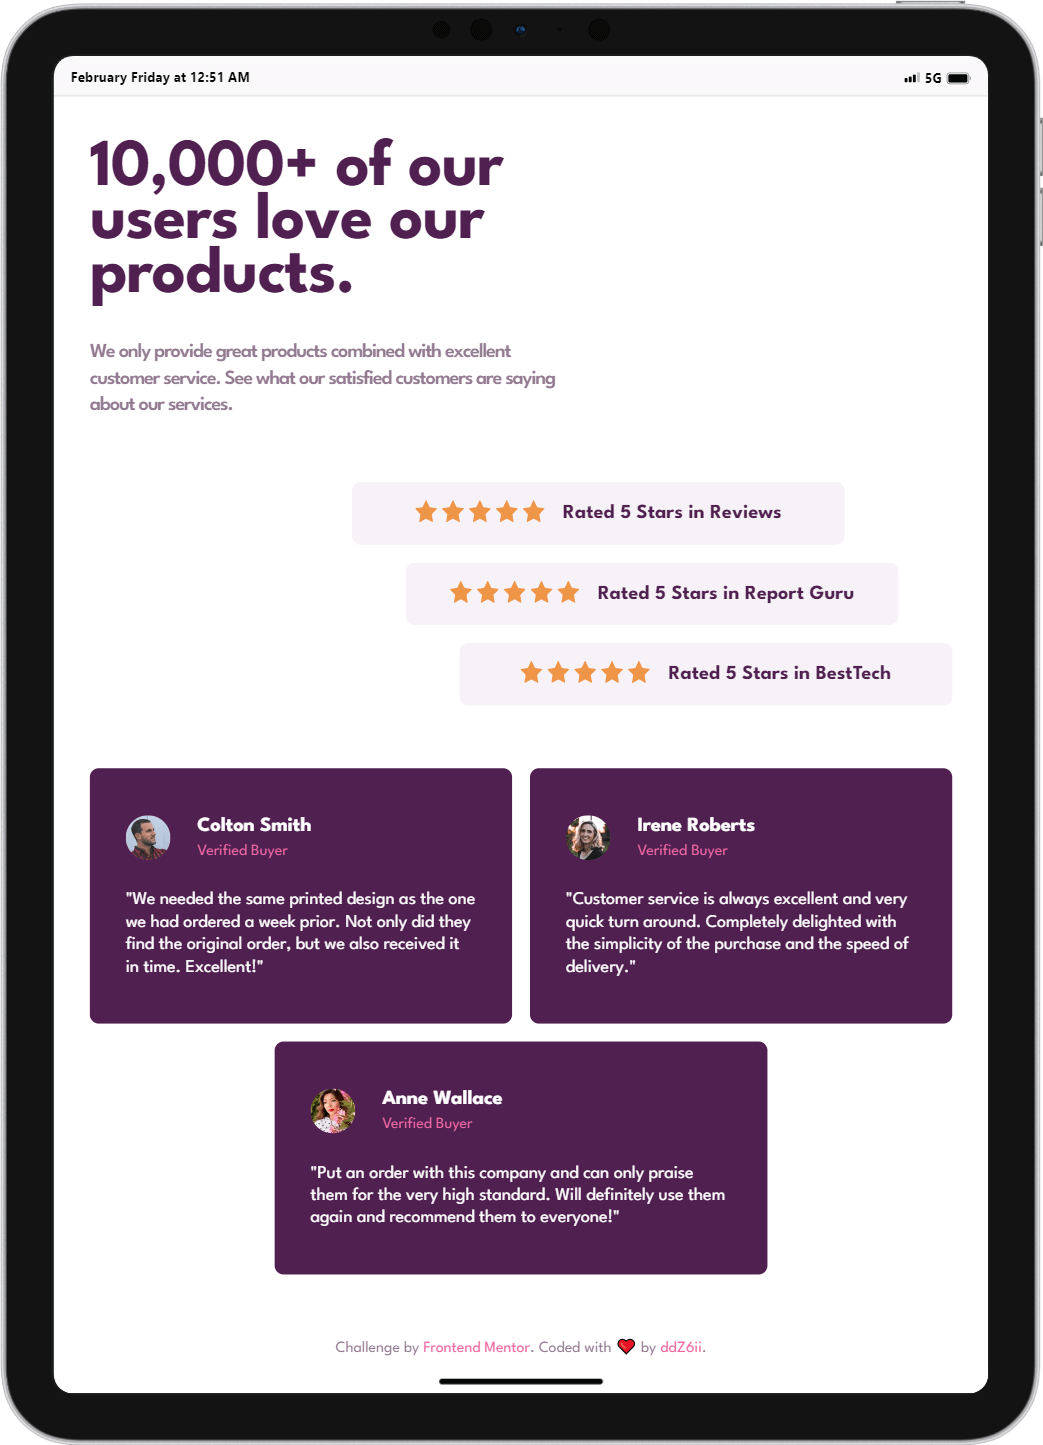 February Friday at 12:51 AM
5G
10,000+ of our
users love our
products.
We only provide great products combined with excellent
customer service. See what our satisfied customers are saying
about our services.
Rated 5 Stars in Reviews
Rated 5 Stars in Report Guru
Rated 5 Stars in BestTech
Colton Smith
Verified Buyer
"We needed the same printed design as the one
we had ordered a week prior. Not only did they
find the original order, but we also received it
in time. Excellent!"
Irene Roberts
Verified Buyer
"Customer service is always excellent and very
quick turn around. Completely delighted with
the simplicity of the purchase and the speed of
delivery."
Anne Wallace
Verified Buyer
"Put an order with this company and can only praise
them for the very high standard. Will definitely use them
again and recommend them to everyone!"
Challenge by Frontend Mentor. Coded with ❤️ by ddZ6ii.